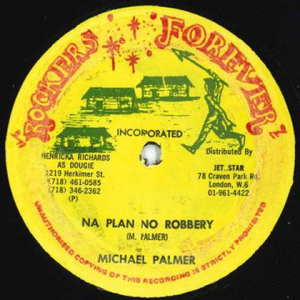 ROCKERS FOREVER
INCORPORATED
HENRICKA RICHARDS
AS DOUGIE
1219 Herkimer St.
(718) 461-0585
(718) 346-2362
(P)
Distributed By
JET STAR
78 Craven Park Rd.
London, W.6
01-961-4422
NA PLAN NO ROBBERY
(M. PALMER)
MICHAEL PALMER
UNAUTHORISED COPYING OF THIS RECORDING IS STRICTLY PROHIBITED